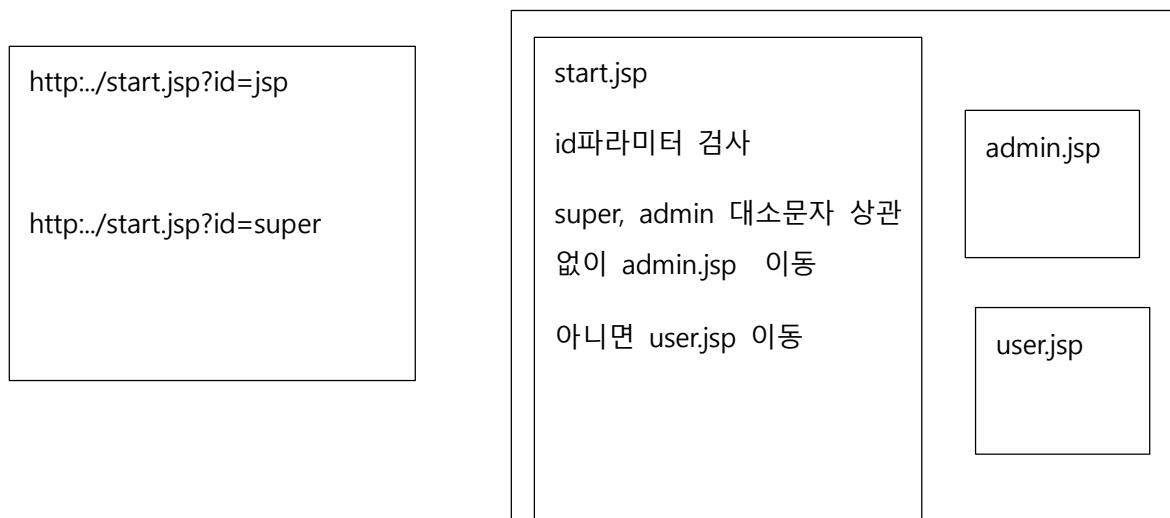 http:../start.jsp?id=jsp
http:../start.jsp?id=super
start.jsp
id파라미터 검사
super, admin 대소문자 상관
없이 admin.jsp 이동
아니면 user.jsp 이동
admin.jsp
user.jsp